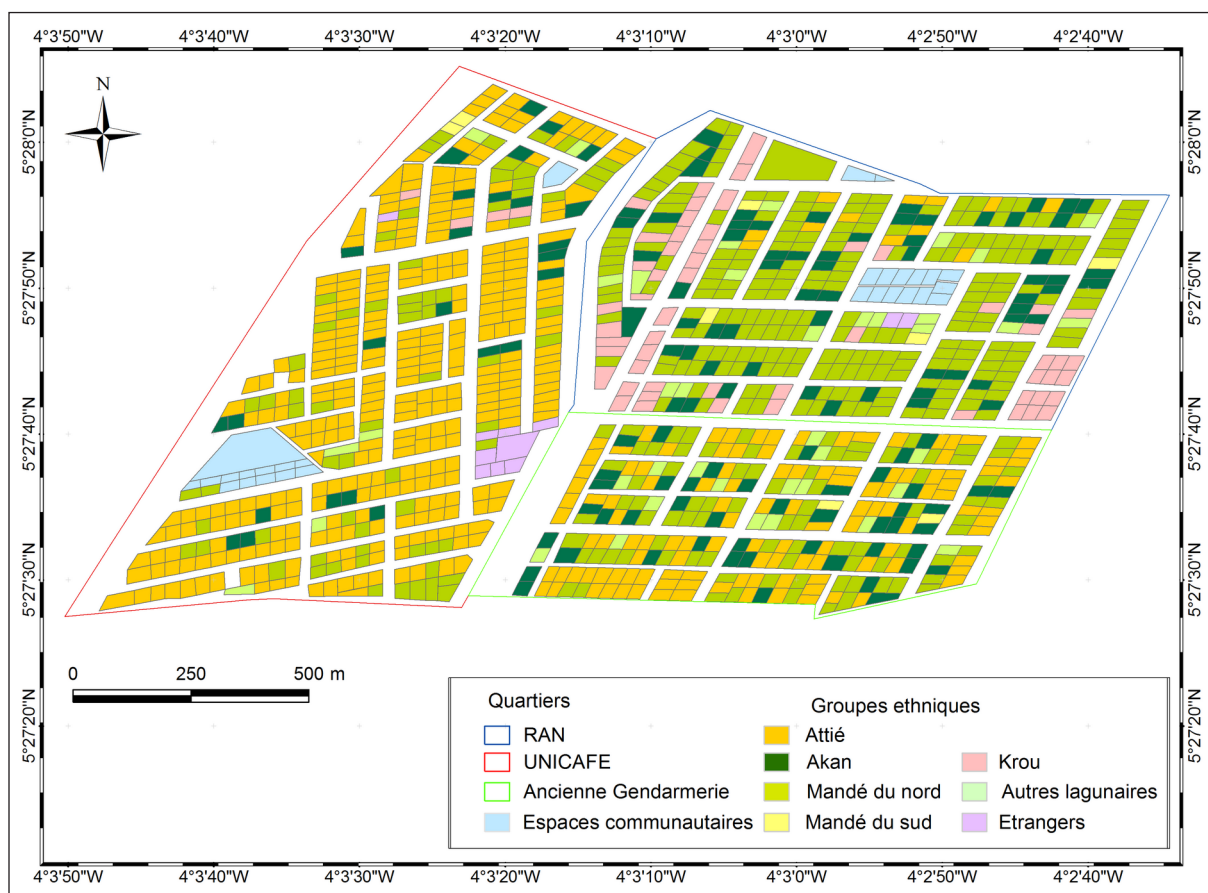 4°3'50"W 4°3'40"W 4°3'30"W 4°3'20"W 4°3'10"W 4°3'0"W 4°2'50"W 4°2'40"W
N
5°28'0"N 5°28'0"N
5°27'50"N 5°27'50"N
5°27'40"N 5°27'40"N
5°27'30"N 5°27'30"N
0 250 500 m
5°27'20"N 5°27'20"N
Quartiers
RAN
UNICAFE
Ancienne Gendarmerie
Espaces communautaires
Groupes ethniques
Attié
Akan
Mandé du nord
Mandé du sud
Krou
Autres lagunaires
Etrangers
4°3'50"W 4°3'40"W 4°3'30"W 4°3'20"W 4°3'10"W 4°3'0"W 4°2'50"W 4°2'40"W